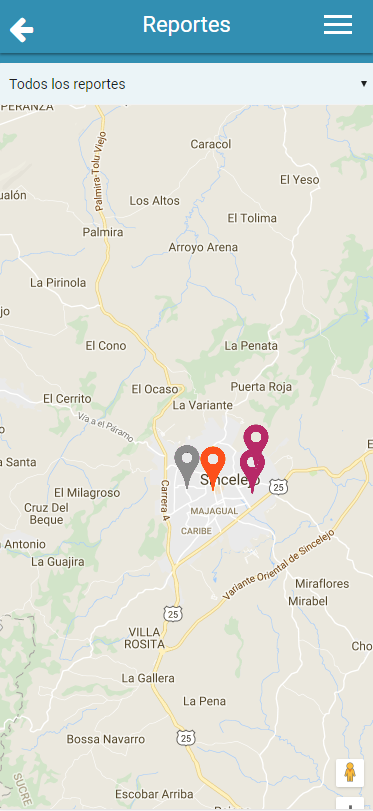 Reportes
Todos los reportes
PERANZA
Caracol
El Yeso
ualón
Los Altos
Palmira-Tolu Viejo
El Tolima
Palmira
Arroyo Arena
La Pirinola
jo
El Cono
La Penata
El Ocaso
Puerta Roja
El Cerrito
La Variante
Vía a el Páramo
a Santa
Sincelejo
25
El Milagroso
Carrera 4
Cruz Del
Beque
MAJAGUAL
CARIBE
an Antonio
La Guajira
Variante Oriental de Sincelejo
Miraflores
Mirabel
25
VILLA
ROSITA
Cho
La Gallera
La Pena
25
Bossa Navarro
SUCRE
Escobar Arriba